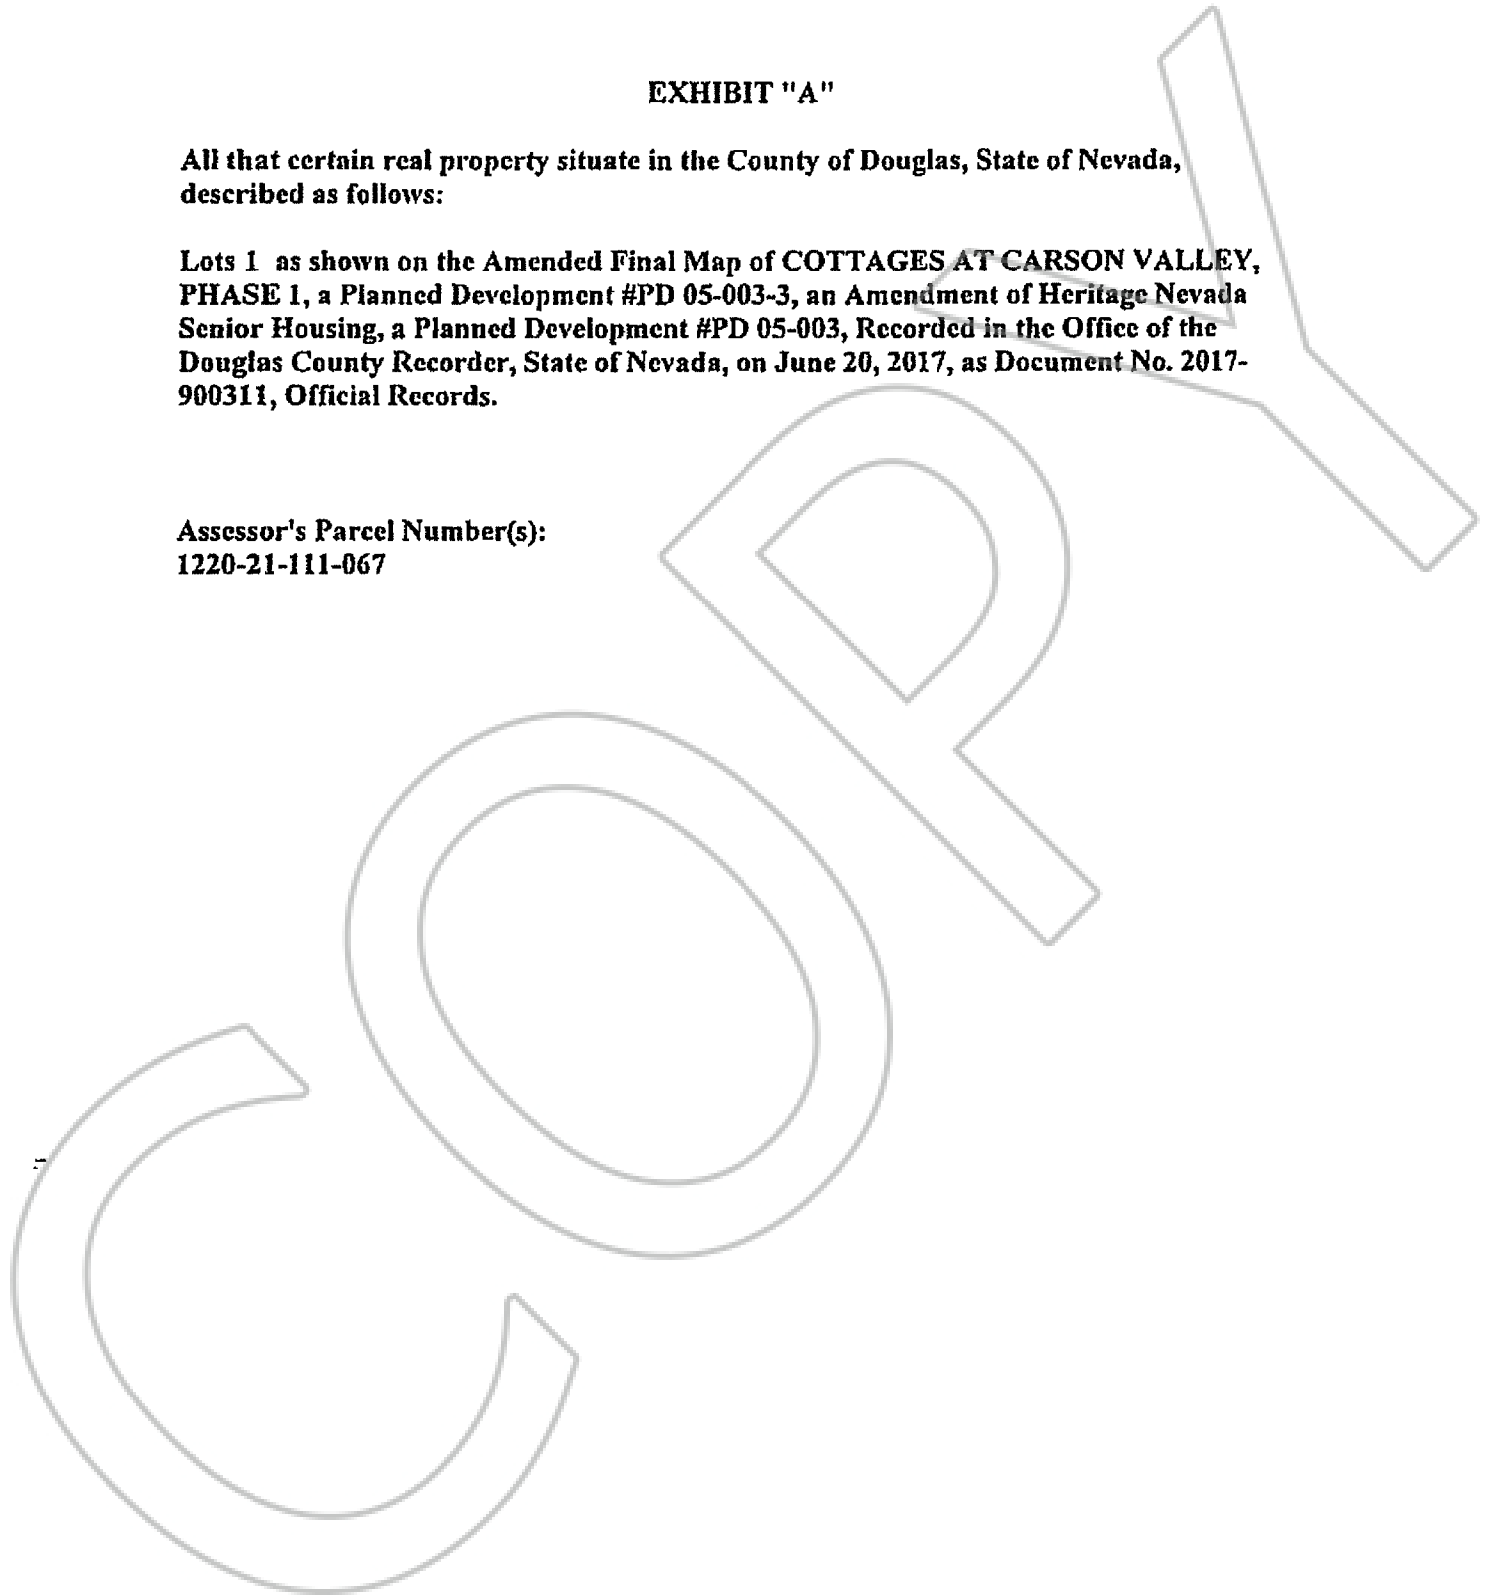 EXHIBIT "A"
All that certain real property situate in the County of Douglas, State of Nevada,
described as follows:
Lots 1 as shown on the Amended Final Map of COTTAGES AT CARSON VALLEY,
PHASE 1, a Planned Development #PD 05-003-3, an Amendment of Heritage Nevada
Senior Housing, a Planned Development #PD 05-003, Recorded in the Office of the
Douglas County Recorder, State of Nevada, on June 20, 2017, as Document No. 2017-
900311, Official Records.
Assessor's Parcel Number(s):
1220-21-111-067
COPY